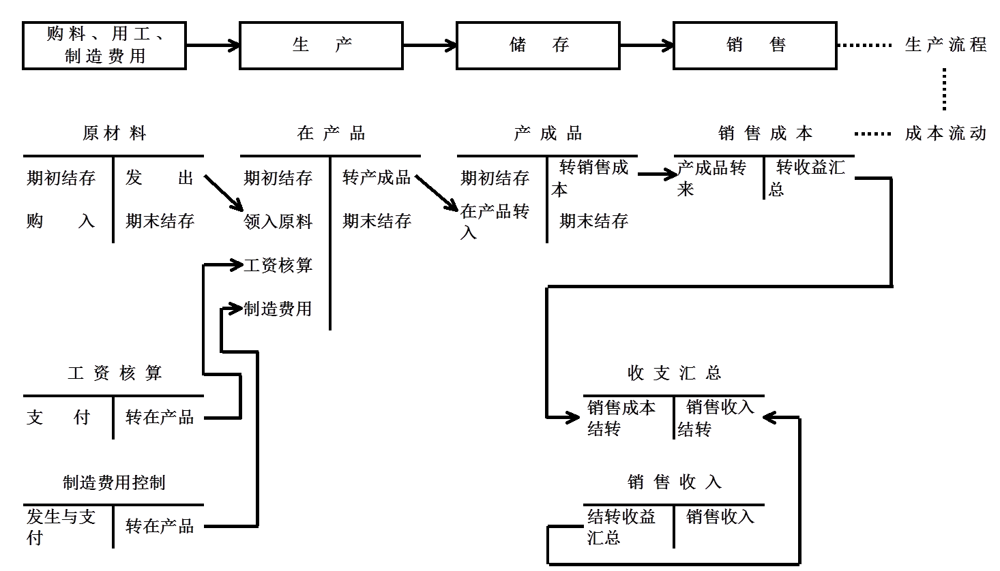 购料、用工、
制造费用
生 产
储 存
销 售
生产流程
原材料
在产品
产成品
销售成本
成本流动
期初结存
发 出
购 入
期末结存
期初结存
转产成品
领入原料
期末结存
工资核算
制造费用
期初结存
转销售成
本
在产品转
入
期末结存
产成品转
来
转收益汇
总
工资核算
支 付
转在产品
收支汇总
销售成本
结转
销售收入
结转
制造费用控制
发生与支
付
转在产品
销售收入
结转收益
汇总
销售收入